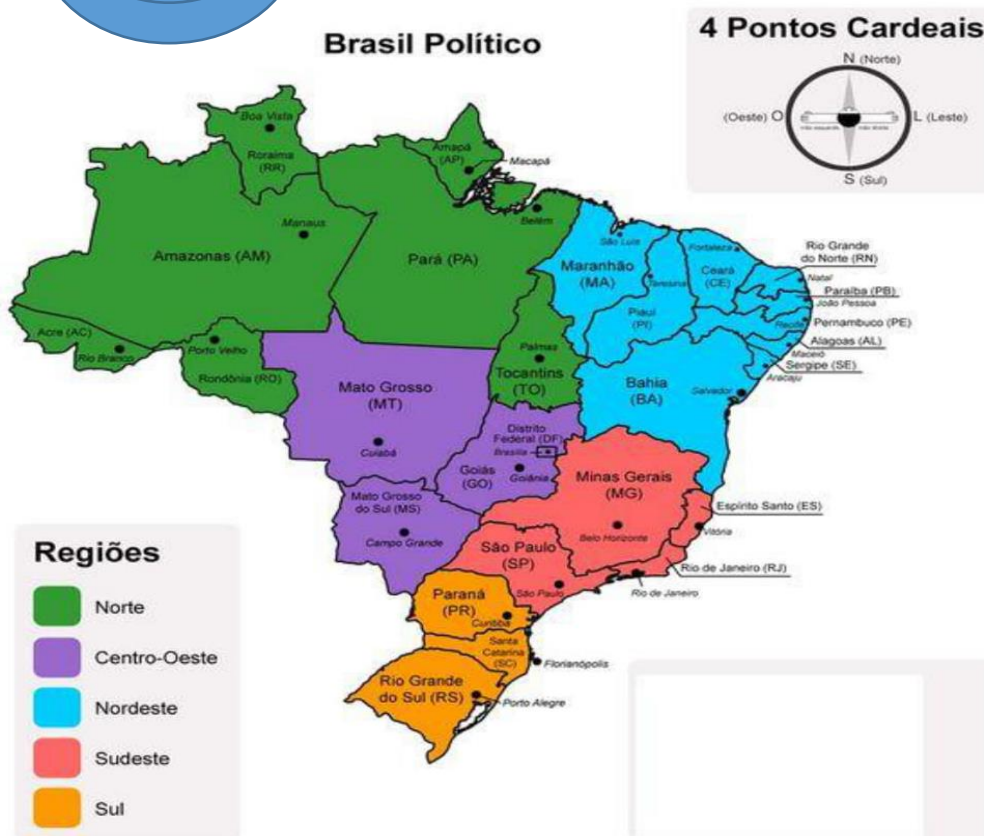 Brasil Político
4 Pontos Cardeais
N (Norte)
(Oeste) O
L (Leste)
S (Sul)
Boa Vista
Roraima
(RR)
Amapá
(AP)
Macapá
Manaus
Belém
Amazonas (AM)
Pará (PA)
São Luís
Maranhão
(MA)
Teresina
Fortaleza
Ceará
(CE)
Rio Grande
do Norte (RN)
Natal
Paraíba (PB)
João Pessoa
Piauí
(PI)
Recife
Pernambuco (PE)
Alagoas (AL)
Maceió
Sergipe (SE)
Aracaju
Acre (AC)
Rio Branco
Porto Velho
Rondônia (RO)
Palmas
Tocantins
(TO)
Mato Grosso
(MT)
Cuiabá
Bahia
(BA)
Salvador
Distrito
Federal (DF)
Brasília
Goiás
(GO)
Goiânia
Minas Gerais
(MG)
Belo Horizonte
Espírito Santo (ES)
Vitória
Mato Grosso
do Sul (MS)
Campo Grande
São Paulo
(SP)
São Paulo
Rio de Janeiro (RJ)
Rio de Janeiro
Paraná
(PR)
Curitiba
Santa
Catarina
(SC)
Florianópolis
Rio Grande
do Sul (RS)
Porto Alegre
Regiões
Norte
Centro-Oeste
Nordeste
Sudeste
Sul